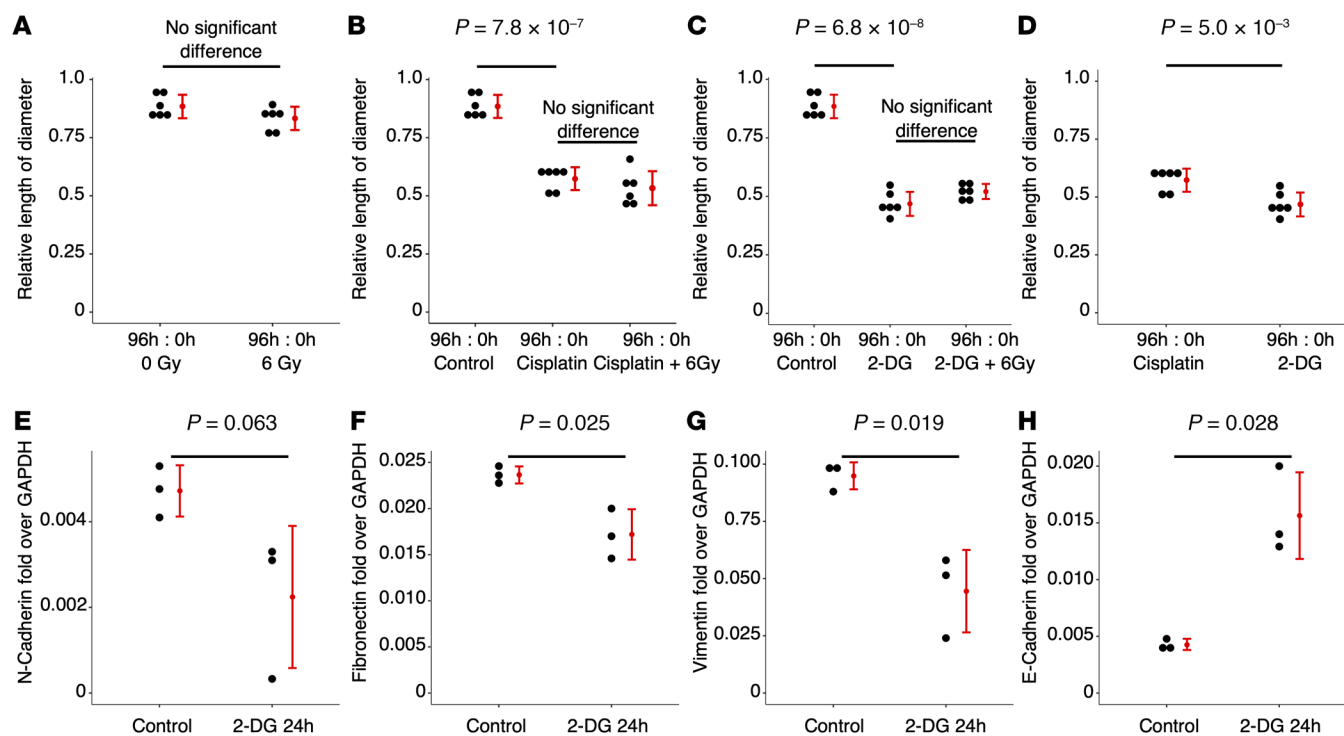 A
No significant
difference
Relative length of diameter
1.0
0.75
0.5
0.25
0
96h : 0h
0 Gy
96h : 0h
6 Gy
B
P = 7.8 × 10⁻⁷
No significant
difference
Relative length of diameter
1.0
0.75
0.5
0.25
0
96h : 0h
Control
96h : 0h
Cisplatin
96h : 0h
Cisplatin + 6Gy
C
P = 6.8 × 10⁻⁸
No significant
difference
Relative length of diameter
1.0
0.75
0.5
0.25
0
96h : 0h
Control
96h : 0h
2-DG
96h : 0h
2-DG + 6Gy
D
P = 5.0 × 10⁻³
Relative length of diameter
1.0
0.75
0.5
0.25
0
96h : 0h
Cisplatin
96h : 0h
2-DG
E
P = 0.063
N-Cadherin fold over GAPDH
0.004
0.002
0
Control
2-DG 24h
F
P = 0.025
Fibronectin fold over GAPDH
0.025
0.020
0.015
0.010
0.005
0
Control
2-DG 24h
G
P = 0.019
Vimentin fold over GAPDH
0.100
0.75
0.050
0.025
0
Control
2-DG 24h
H
P = 0.028
E-Cadherin fold over GAPDH
0.020
0.015
0.010
0.005
0
Control
2-DG 24h